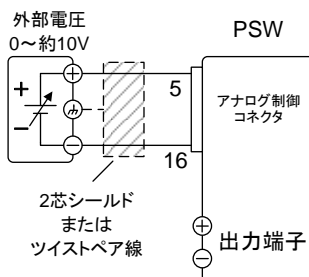 外部電圧
0～約10V
PSW
+
−
5
アナログ制御
コネクタ
16
2芯シールド
または
ツイストペア線
出力端子